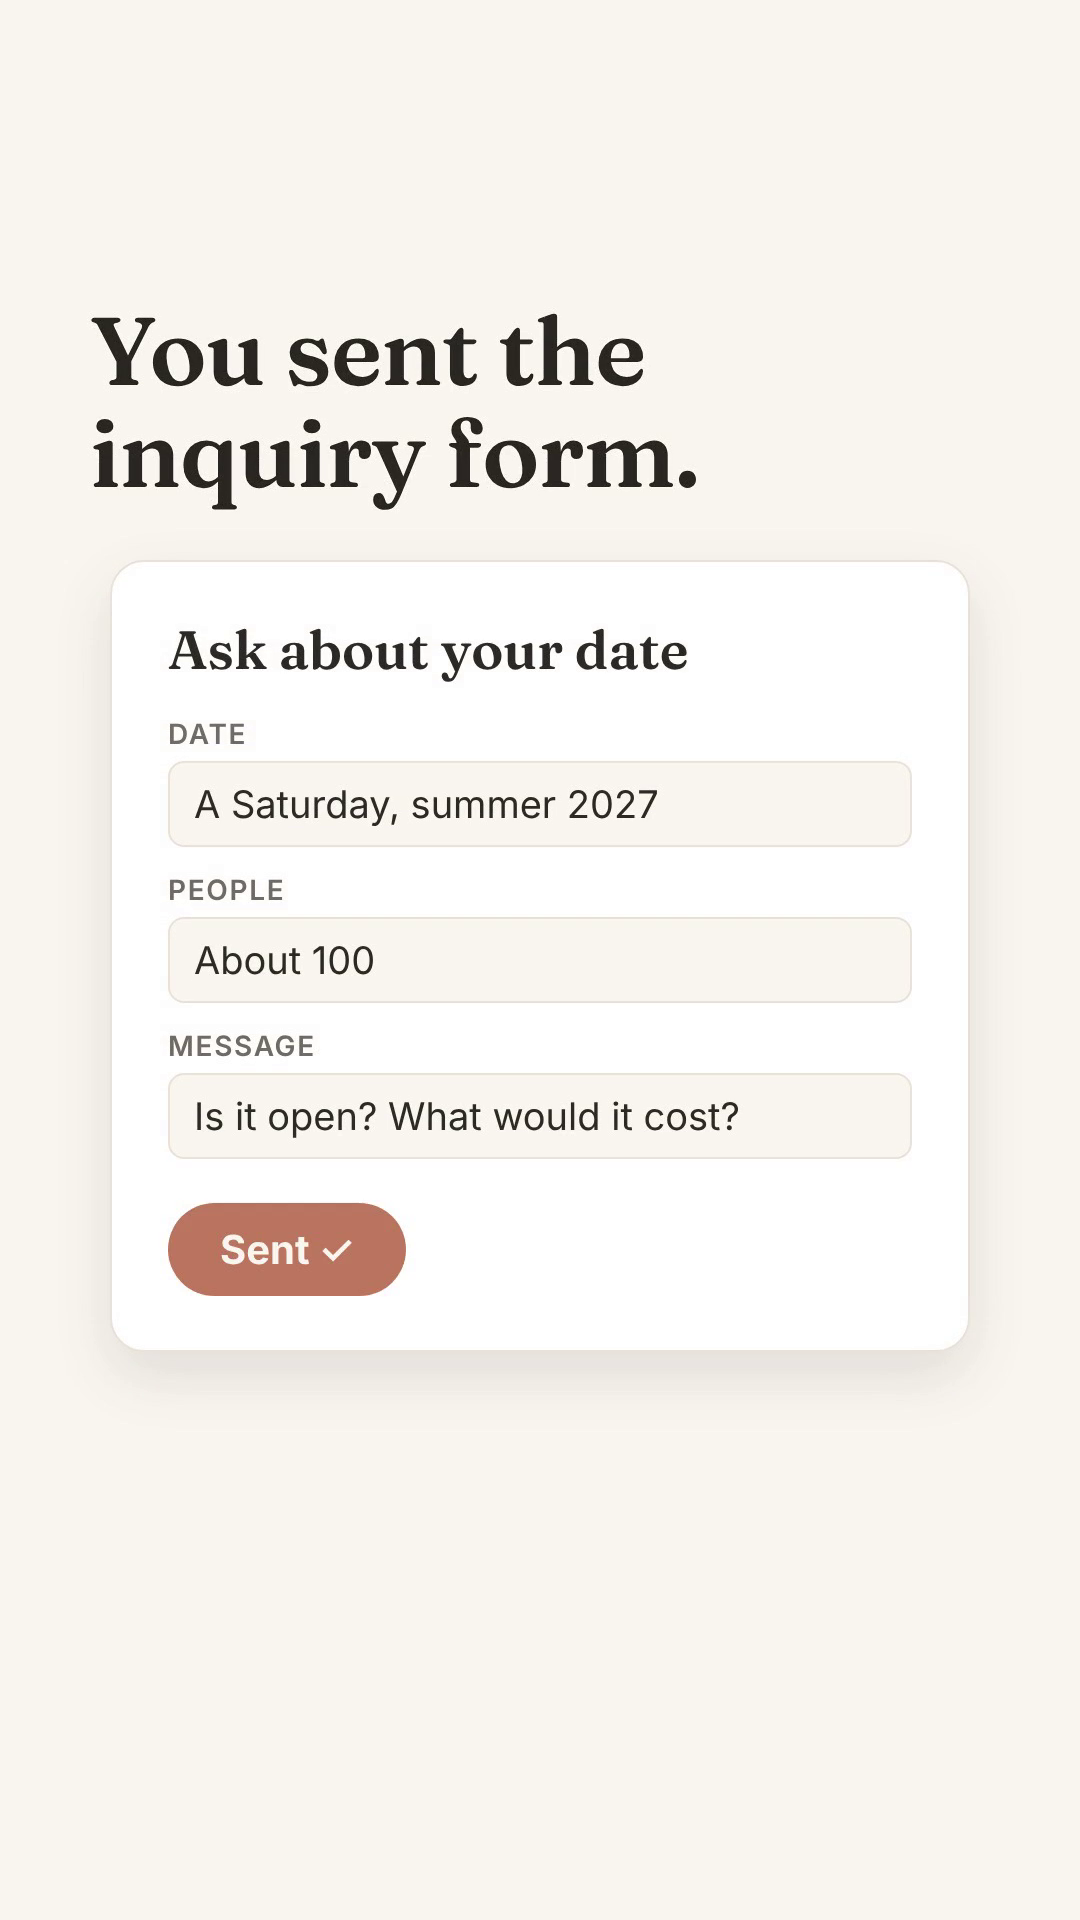 You sent the
inquiry form.
Ask about your date
DATE
A Saturday, summer 2027
PEOPLE
About 100
MESSAGE
Is it open? What would it cost?
Sent ✓